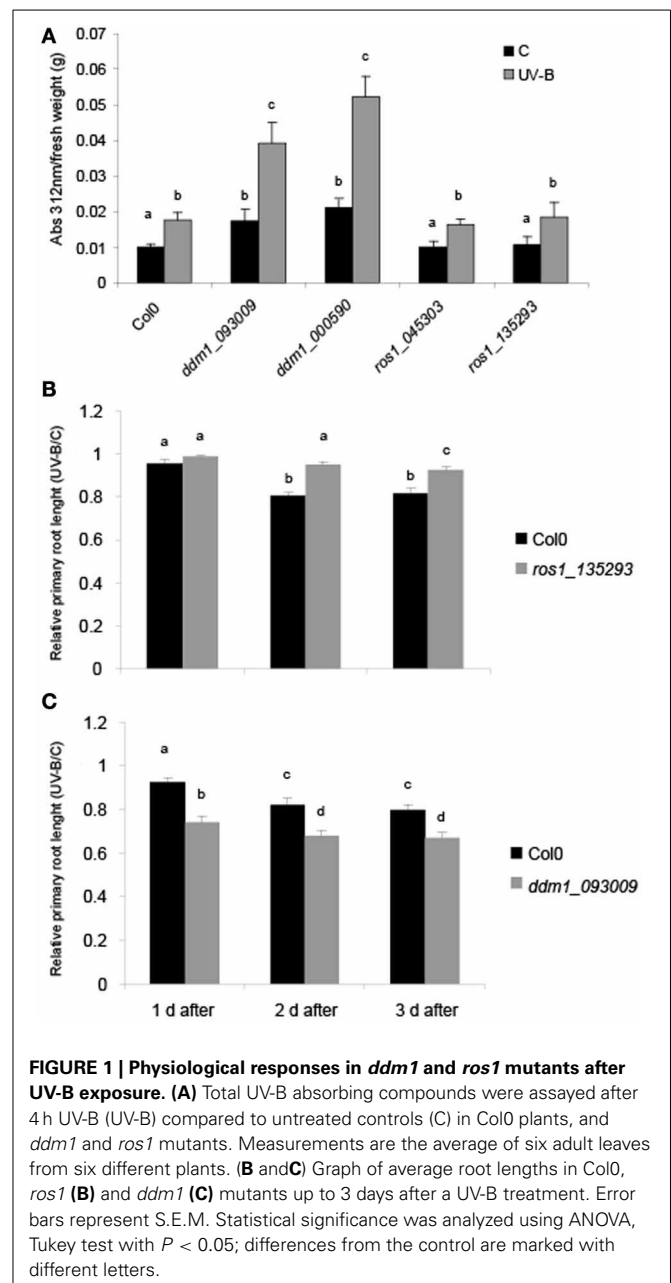 A
Abs 312nm/fresh weight (g)
0.07
0.06
0.05
0.04
0.03
0.02
0.01
0
C
UV-B
a b
b c
b c
a b
a b
Col0
ddm1_093009
ddm1_000590
ros1_045303
ros1_135293
B
Relative primary root lenght (UV-B/C)
1.2
1
0.8
0.6
0.4
0.2
0
a a
b a
b c
Col0
ros1_135293
C
Relative primary root lenght (UV-B/C)
1.2
1
0.8
0.6
0.4
0.2
0
a b
c d
c d
Col0
ddm1_093009
1 d after 2 d after 3 d after
FIGURE 1 | Physiological responses in ddm1 and ros1 mutants after
UV-B exposure. (A) Total UV-B absorbing compounds were assayed after
4 h UV-B (UV-B) compared to untreated controls (C) in Col0 plants, and
ddm1 and ros1 mutants. Measurements are the average of six adult leaves
from six different plants. (B andC) Graph of average root lengths in Col0,
ros1 (B) and ddm1 (C) mutants up to 3 days after a UV-B treatment. Error
bars represent S.E.M. Statistical significance was analyzed using ANOVA,
Tukey test with P < 0.05; differences from the control are marked with
different letters.